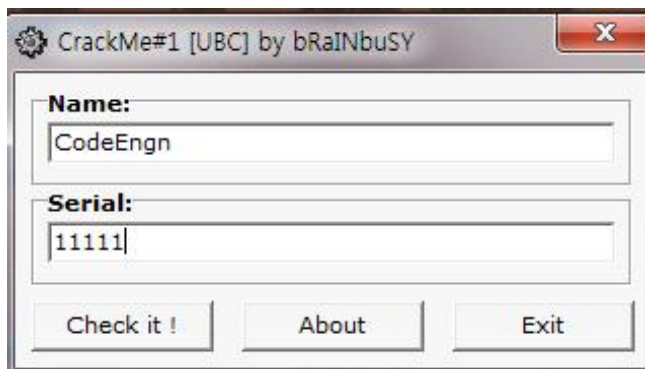 CrackMe#1 [UBC] by bRaINbuSY
Name:
CodeEngn
Serial:
11111
Check it ! About Exit